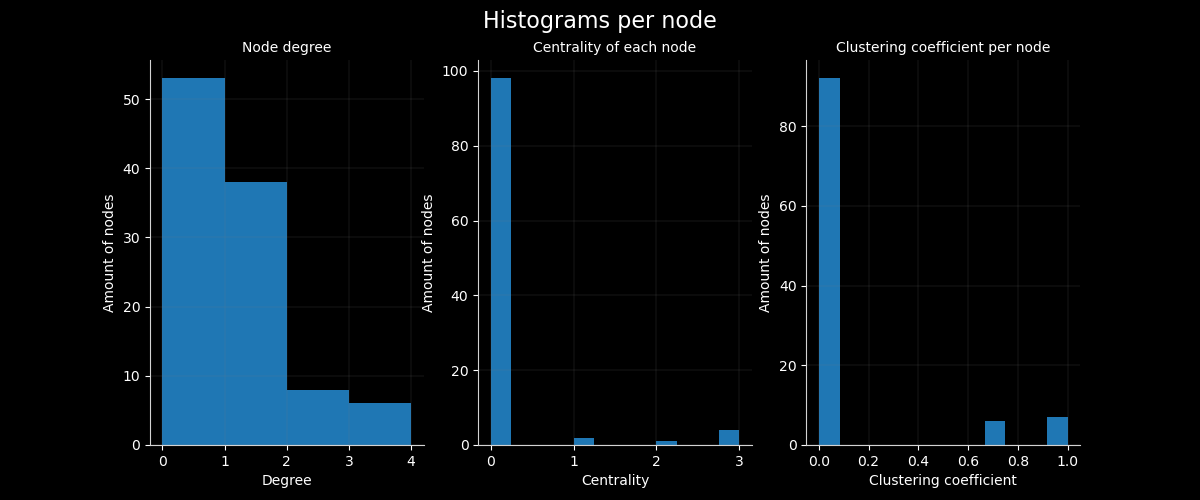 Histograms per node
Node degree
Amount of nodes
50
40
30
20
10
0
0 1 2 3 4
Degree
Centrality of each node
Amount of nodes
100
80
60
40
20
0
0 1 2 3
Centrality
Clustering coefficient per node
Amount of nodes
80
60
40
20
0
0.0 0.2 0.4 0.6 0.8 1.0
Clustering coefficient